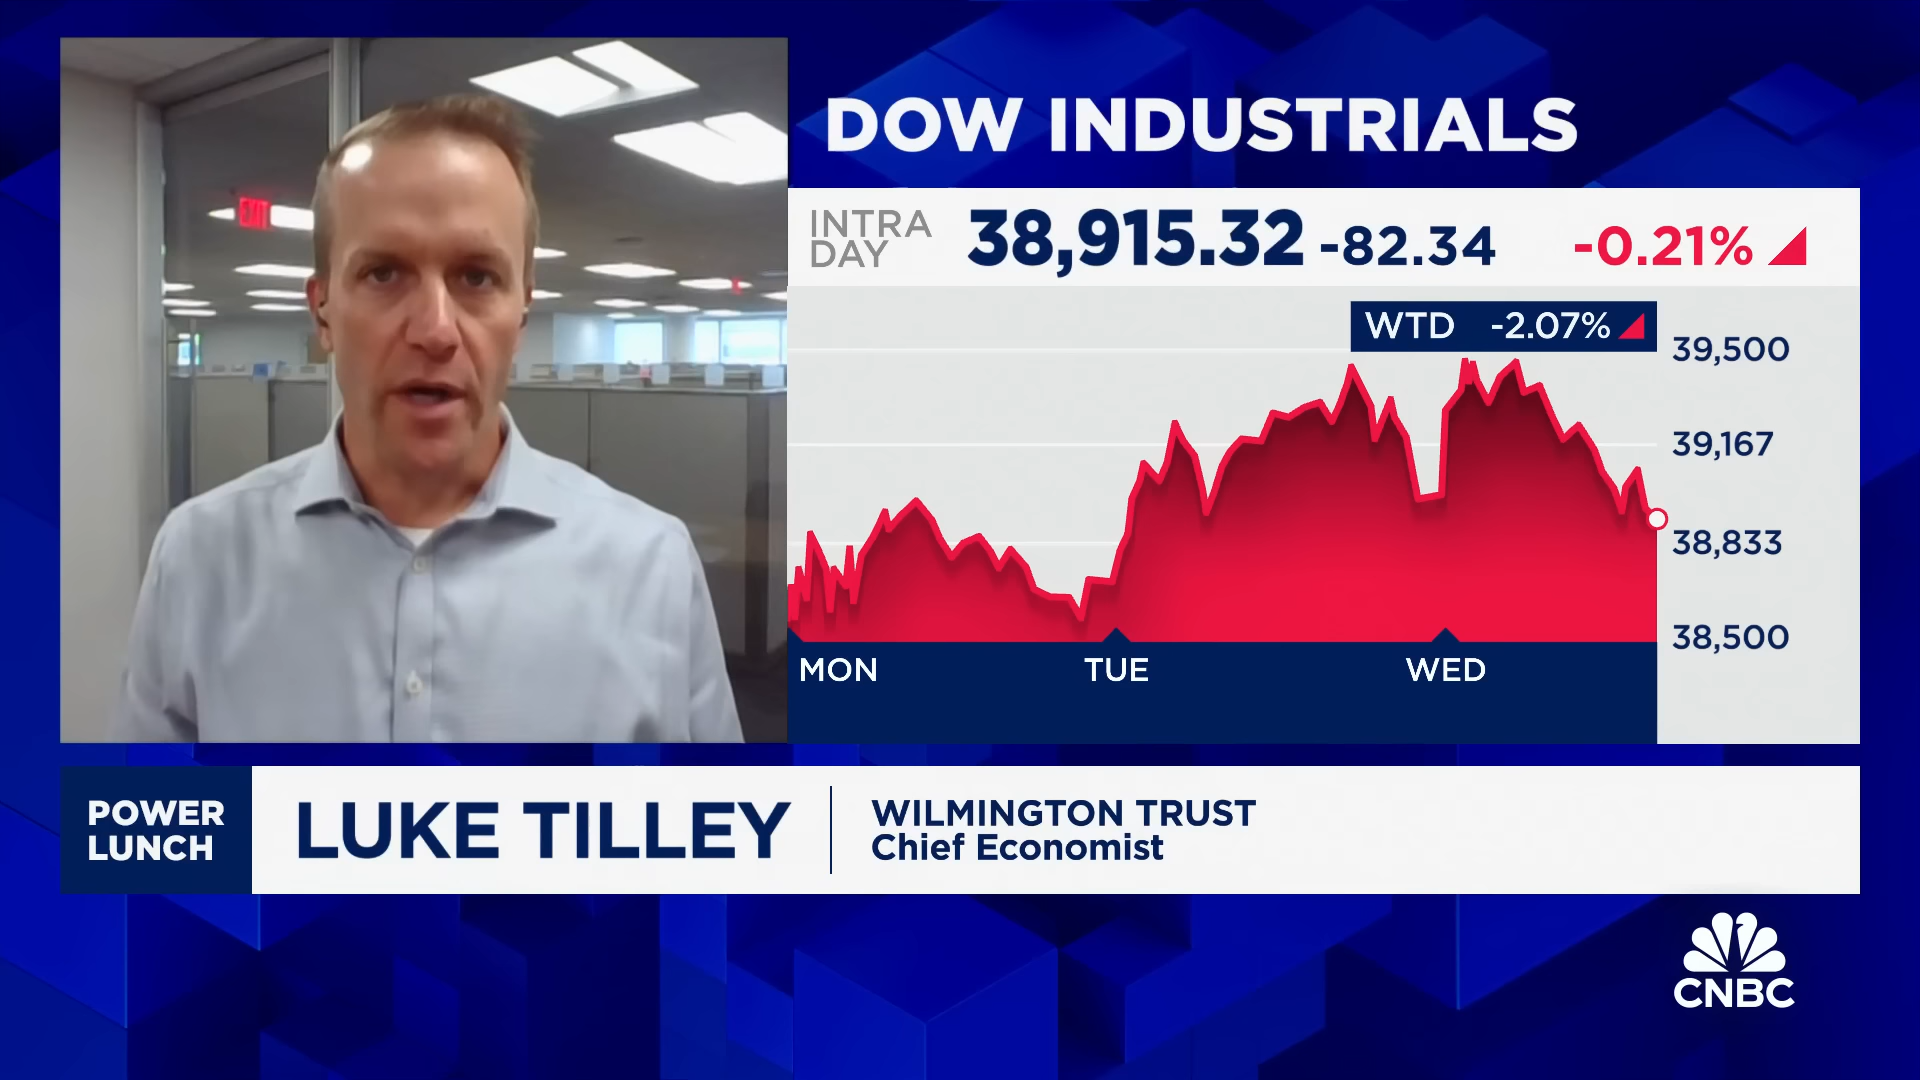 EXIT
DOW INDUSTRIALS
INTRA
DAY
38,915.32 -82.34 -0.21%
WTD -2.07%
39,500
39,167
38,833
38,500
MON TUE WED
POWER
LUNCH
LUKE TILLEY
WILMINGTON TRUST
Chief Economist
CNBC